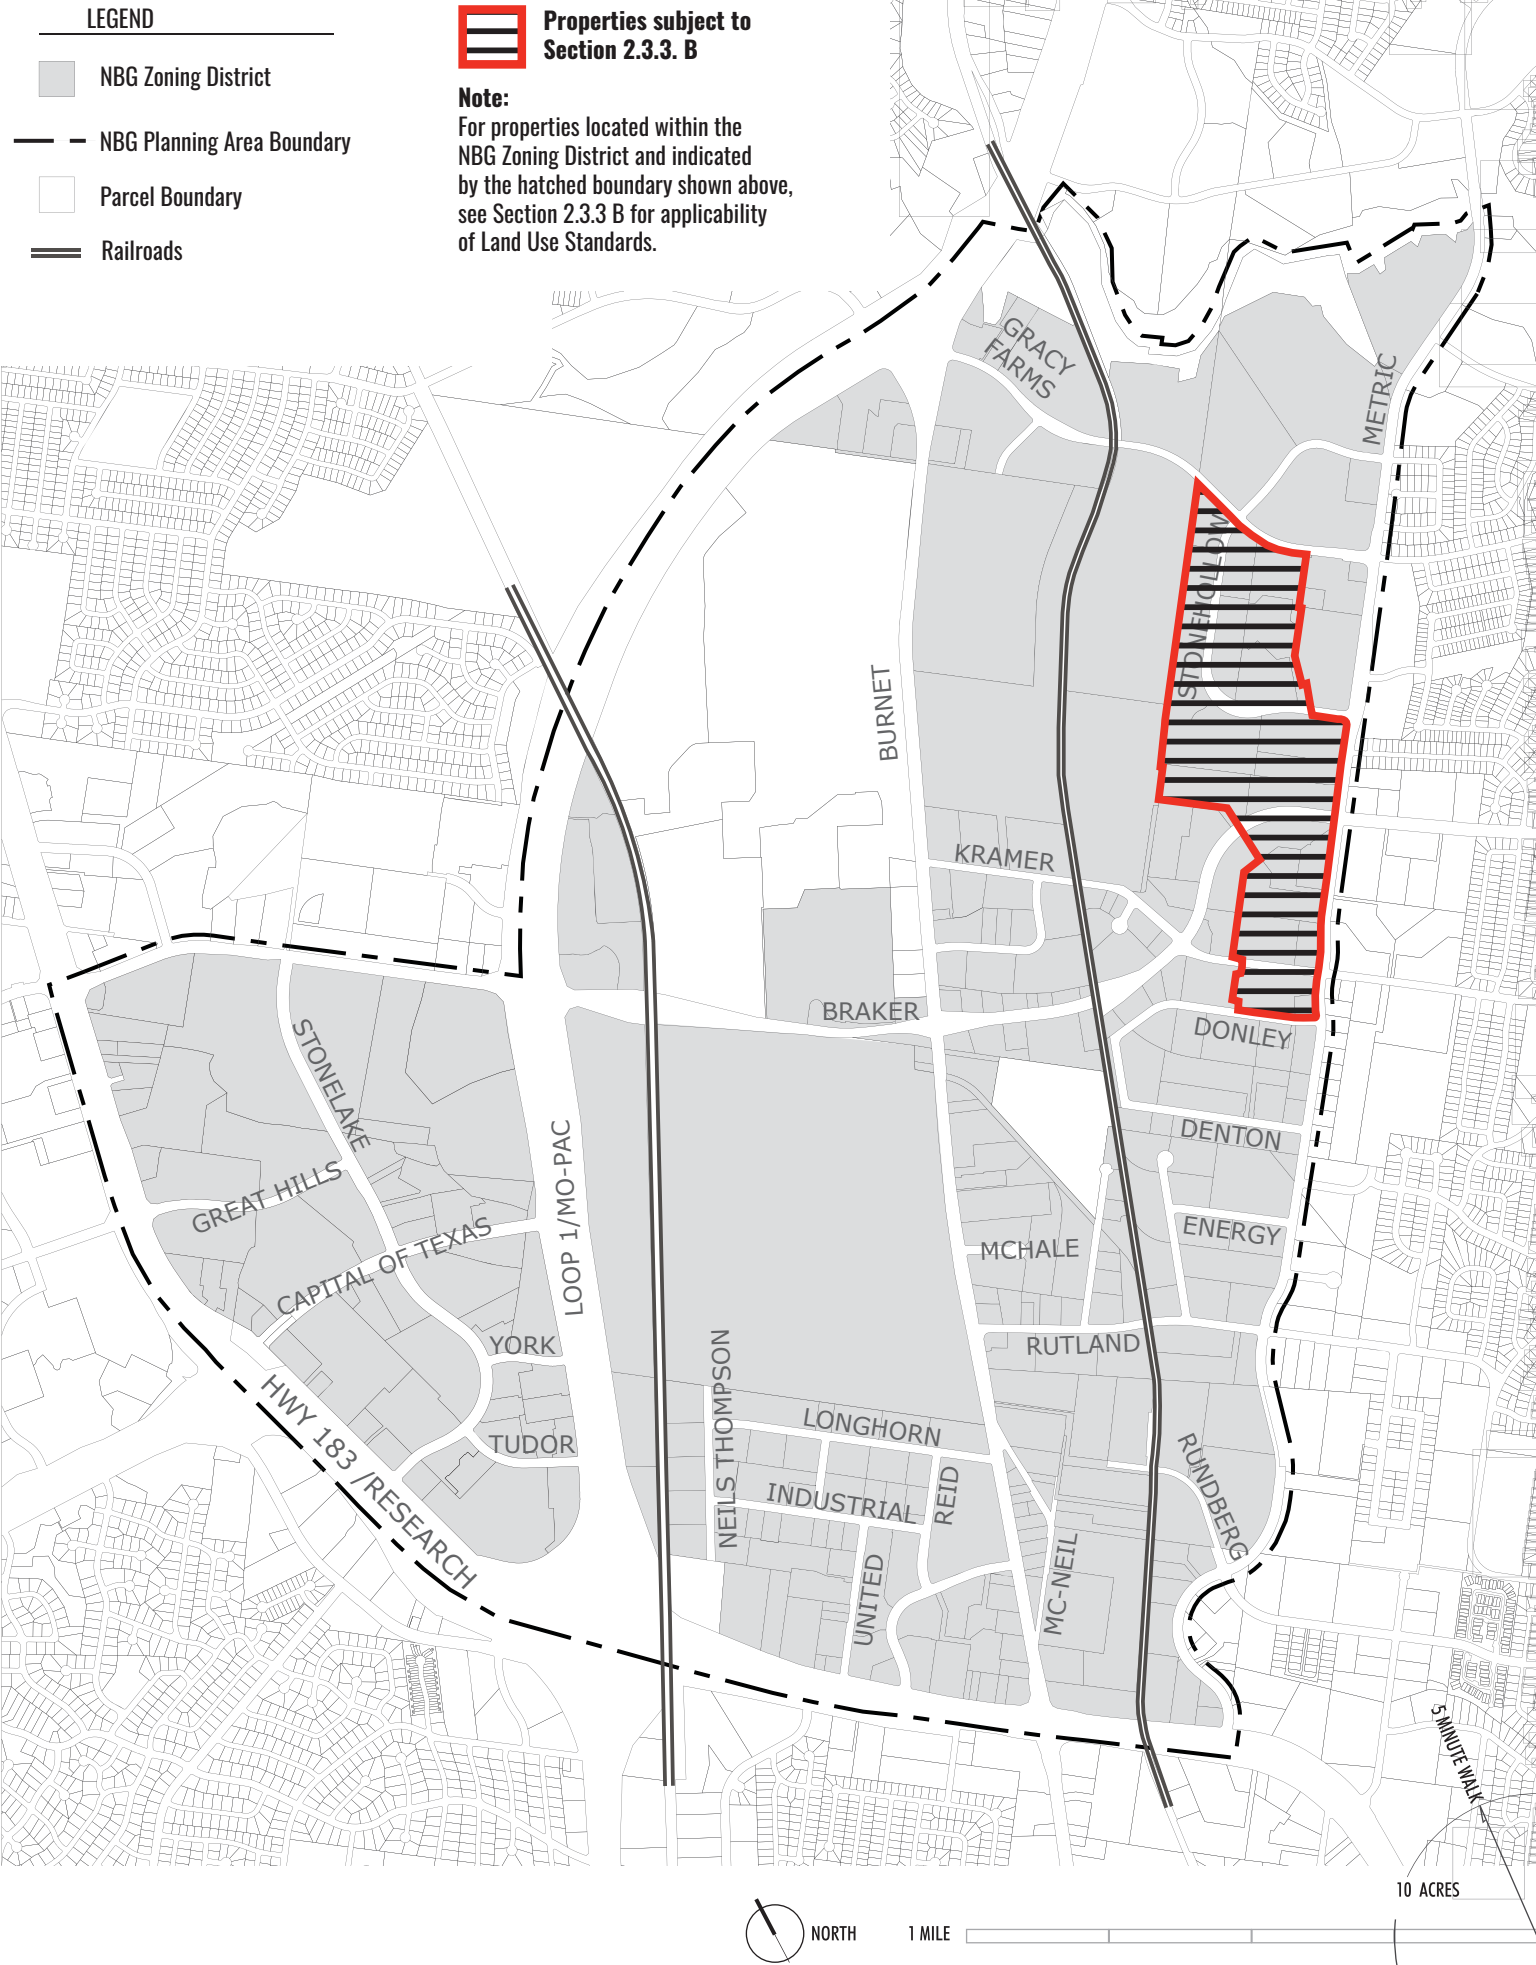 LEGEND
NBG Zoning District
NBG Planning Area Boundary
Parcel Boundary
Railroads
Properties subject to
Section 2.3.3. B
Note:
For properties located within the
NBG Zoning District and indicated
by the hatched boundary shown above,
see Section 2.3.3 B for applicability
of Land Use Standards.
GRACY
FARMS
METRIC
STONEHOLLOW
BURNET
KRAMER
BRAKER
DONLEY
STONELAKE
DENTON
GREAT HILLS
ENERGY
CAPITAL OF TEXAS
LOOP 1/MO-PAC
MCHALE
YORK
RUTLAND
HWY 183 /RESEARCH
NEILS THOMPSON
LONGHORN
TUDOR
RUNDBERG
INDUSTRIAL
REID
UNITED
MC-NEIL
5 MINUTE WALK
10 ACRES
NORTH
1 MILE